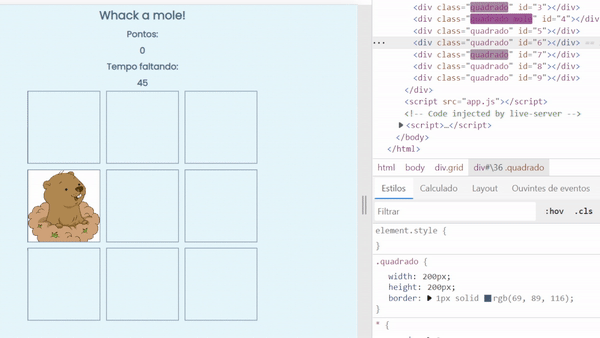 Whack a mole!
Pontos:
0
Tempo faltando:
45
<div class="quadrado" id="3"></div>
<div class="quadrado mole" id="4"></div
<div class="quadrado" id="5"></div>
<div class="quadrado" id="6"></div> ==
<div class="quadrado" id="7"></div>
<div class="quadrado" id="8"></div>
<div class="quadrado" id="9"></div>
</div>
<script src="app.js"></script>
<!-- Code injected by live-server -->
<script>…</script>
</body>
</html>
html body div.grid div#\36 .quadrado
Estilos Calculado Layout Ouvintes de eventos
Filtrar :hov .cls
element.style {
}
.quadrado {
width: 200px;
height: 200px;
border: 1px solid rgb(69, 89, 116);
}
* {